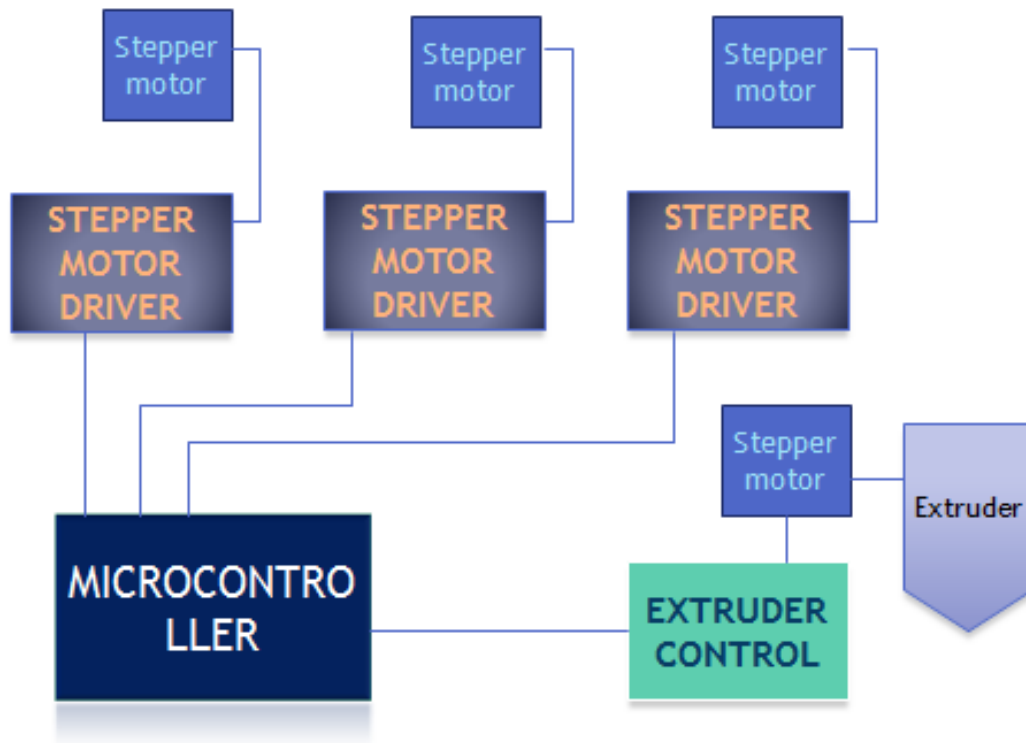 Stepper
motor
Stepper
motor
Stepper
motor
STEPPER
MOTOR
DRIVER
STEPPER
MOTOR
DRIVER
STEPPER
MOTOR
DRIVER
Stepper
motor
Extruder
MICROCONTRO
LLER
EXTRUDER
CONTROL